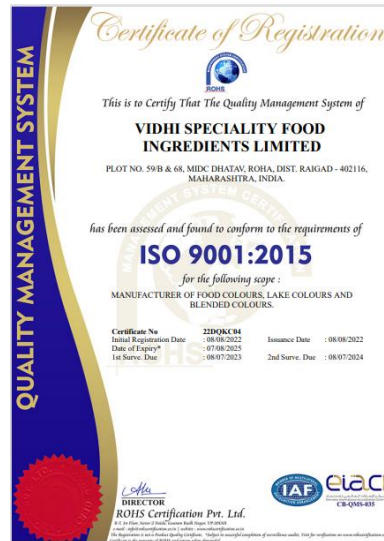 Certificate of Registration
ROHS
This is to Certify That The Quality Management System of
VIDHI SPECIALITY FOOD
INGREDIENTS LIMITED
PLOT NO. 59/B & 68, MIDC DHATAV, ROHA, DIST. RAIGAD - 402116,
MAHARASHTRA, INDIA.
has been assessed and found to conform to the requirements of
ISO 9001:2015
for the following scope :
MANUFACTURER OF FOOD COLOURS, LAKE COLOURS AND
BLENDED COLOURS.
Certificate No 22DQKC04
Initial Registration Date : 08/08/2022 Issuance Date : 08/08/2022
Date of Expiry* : 07/08/2025
1st Surve. Due : 08/07/2023 2nd Surve. Due : 08/07/2024
QUALITY MANAGEMENT SYSTEM
DIRECTOR
ROHS Certification Pvt. Ltd.
IAF
CB-QMS-035